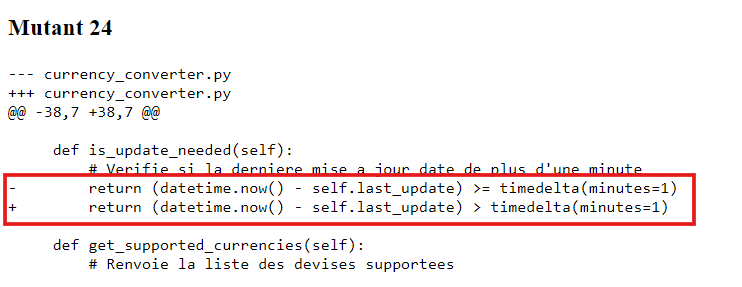 Mutant 24
--- currency_converter.py
+++ currency_converter.py
@@ -38,7 +38,7 @@
def is_update_needed(self):
# Verifie si la derniere mise a jour date de plus d'une minute
- return (datetime.now() - self.last_update) >= timedelta(minutes=1)
+ return (datetime.now() - self.last_update) > timedelta(minutes=1)
def get_supported_currencies(self):
# Renvoie la liste des devises supportees